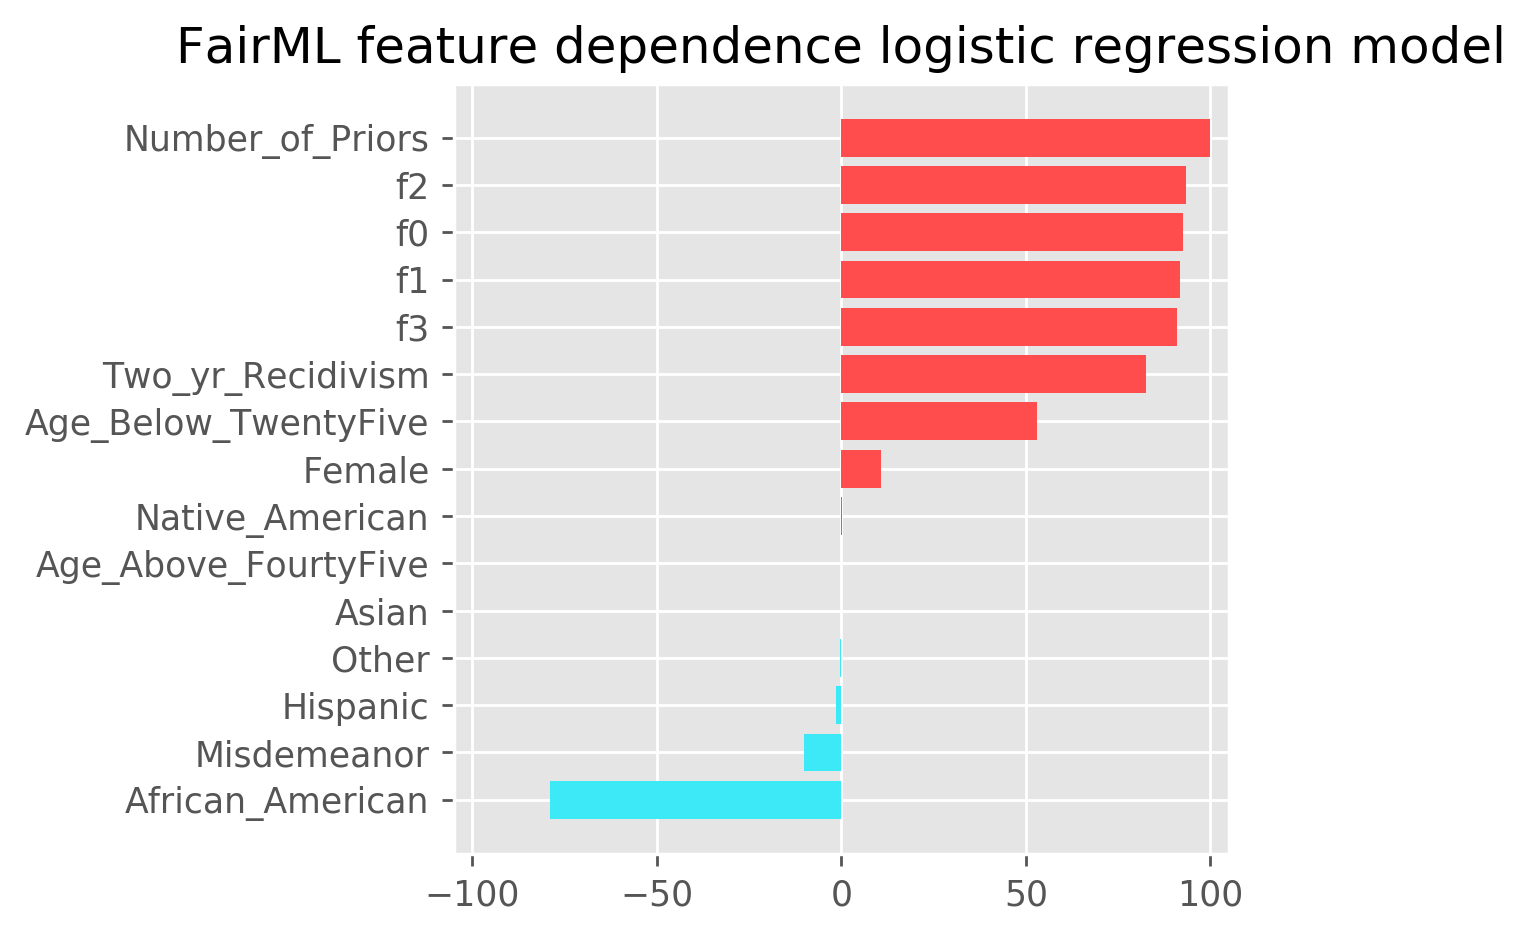 FairML feature dependence logistic regression model
Number_of_Priors
f2
f0
f1
f3
Two_yr_Recidivism
Age_Below_TwentyFive
Female
Native_American
Age_Above_FourtyFive
Asian
Other
Hispanic
Misdemeanor
African_American
−100 −50 0 50 100